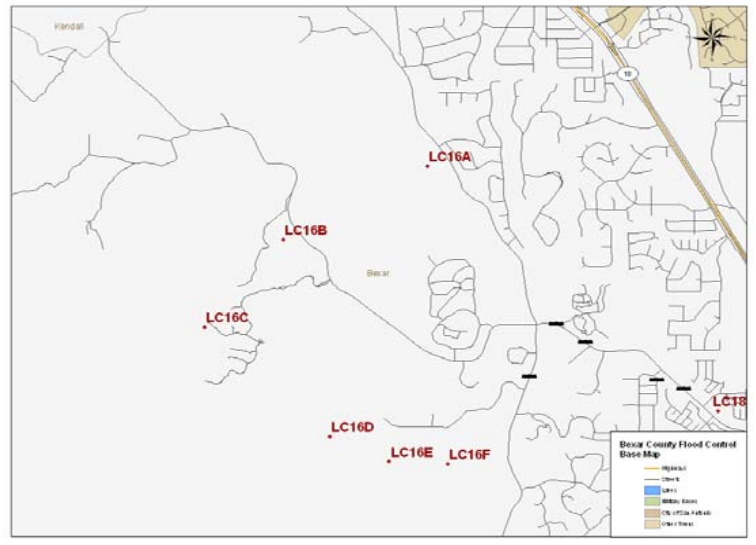 Kendall
10
LC16A
LC16B
Bexar
LC16C
LC18
LC16D
LC16E
LC16F
Bexar County Flood Control
Base Map
Highways
Streets
Lakes
Military Bases
Other Towns